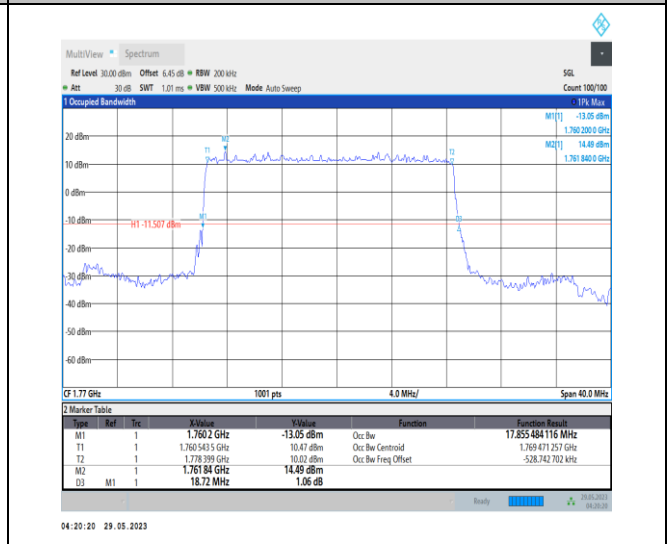 MultiView Spectrum
Ref Level 30.00 dBm Offset 6.45 dB RBW 200 kHz SGL
Att 30 dB SWT 1.01 ms VBW 500 kHz Mode Auto Sweep Count 100/100
1 Occupied Bandwidth 1Pk Max
M1[1] -13.05 dBm
1.760 200 0 GHz
M2[1] 14.49 dBm
1.761 840 0 GHz
20 dBm
M2
T1
T2
10 dBm
0 dBm
-10 dBm
M1
D3
H1 -11.507 dBm
-20 dBm
-30 dBm
-40 dBm
-50 dBm
-60 dBm
CF 1.77 GHz 1001 pts 4.0 MHz/ Span 40.0 MHz
2 Marker Table
Type Ref Trc X-Value Y-Value Function Function Result
M1 1 1.7602 GHz -13.05 dBm Occ Bw 17.855 484 116 MHz
T1 1 1.760 543 5 GHz 10.47 dBm Occ Bw Centroid 1.769 471 257 GHz
T2 1 1.778 399 GHz 10.02 dBm Occ Bw Freq Offset -528.742 702 kHz
M2 1 1.761 84 GHz 14.49 dBm
D3 M1 1 18.72 MHz 1.06 dB
Ready 29.05.2023
04:20:20
04:20:20 29.05.2023